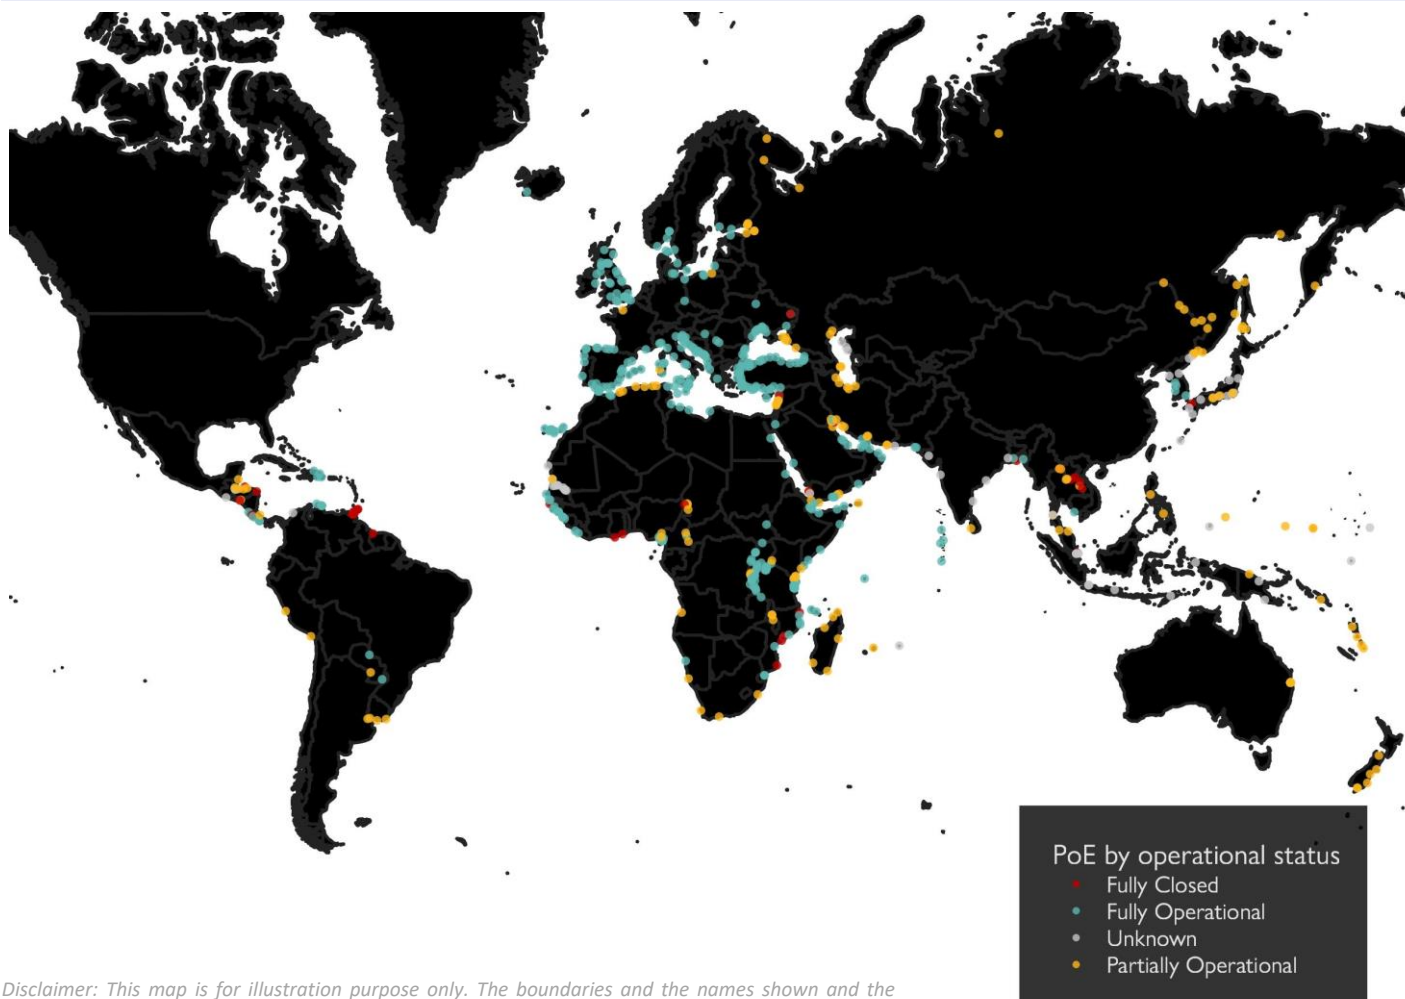 PoE by operational status
Fully Closed
Fully Operational
Unknown
Partially Operational
Disclaimer: This map is for illustration purpose only. The boundaries and the names shown and the